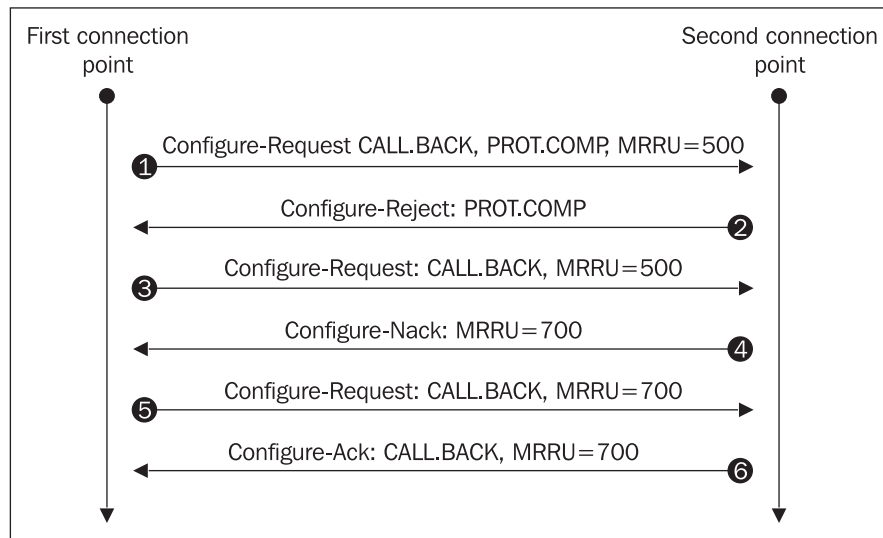 First connection
point
Second connection
point
Configure-Request CALL.BACK, PROT.COMP, MRRU=500
1
Configure-Reject: PROT.COMP
2
Configure-Request: CALL.BACK, MRRU=500
3
Configure-Nack: MRRU=700
4
Configure-Request: CALL.BACK, MRRU=700
5
Configure-Ack: CALL.BACK, MRRU=700
6